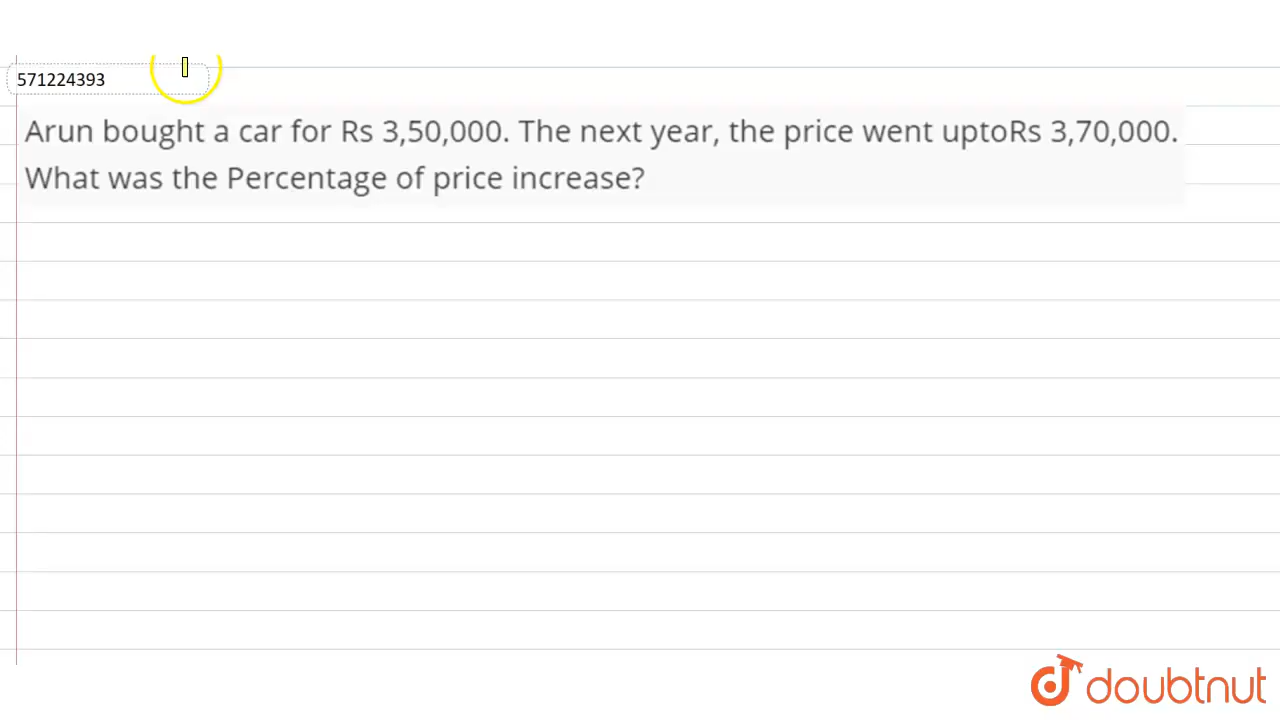 571224393
Arun bought a car for Rs 3,50,000. The next year, the price went uptoRs 3,70,000.
What was the Percentage of price increase?
doubtnut